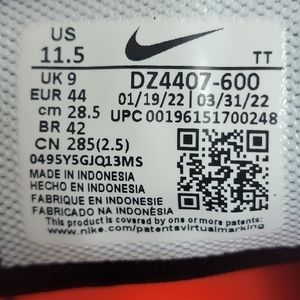 US
11.5
TT
UK 9
DZ4407-600
EUR 44
01/19/22 | 03/31/22
cm 28.5
UPC 00196151700248
BR 42
CN 285(2.5)
0495Y5GJQ13MS
MADE IN INDONESIA
HECHO EN INDONESIA
FABRIQUE EN INDONESIE
FABRICADO NA INDONÉSIA
This product is covered by one or more patents:
www.nike.com/patentsvirtualmarking